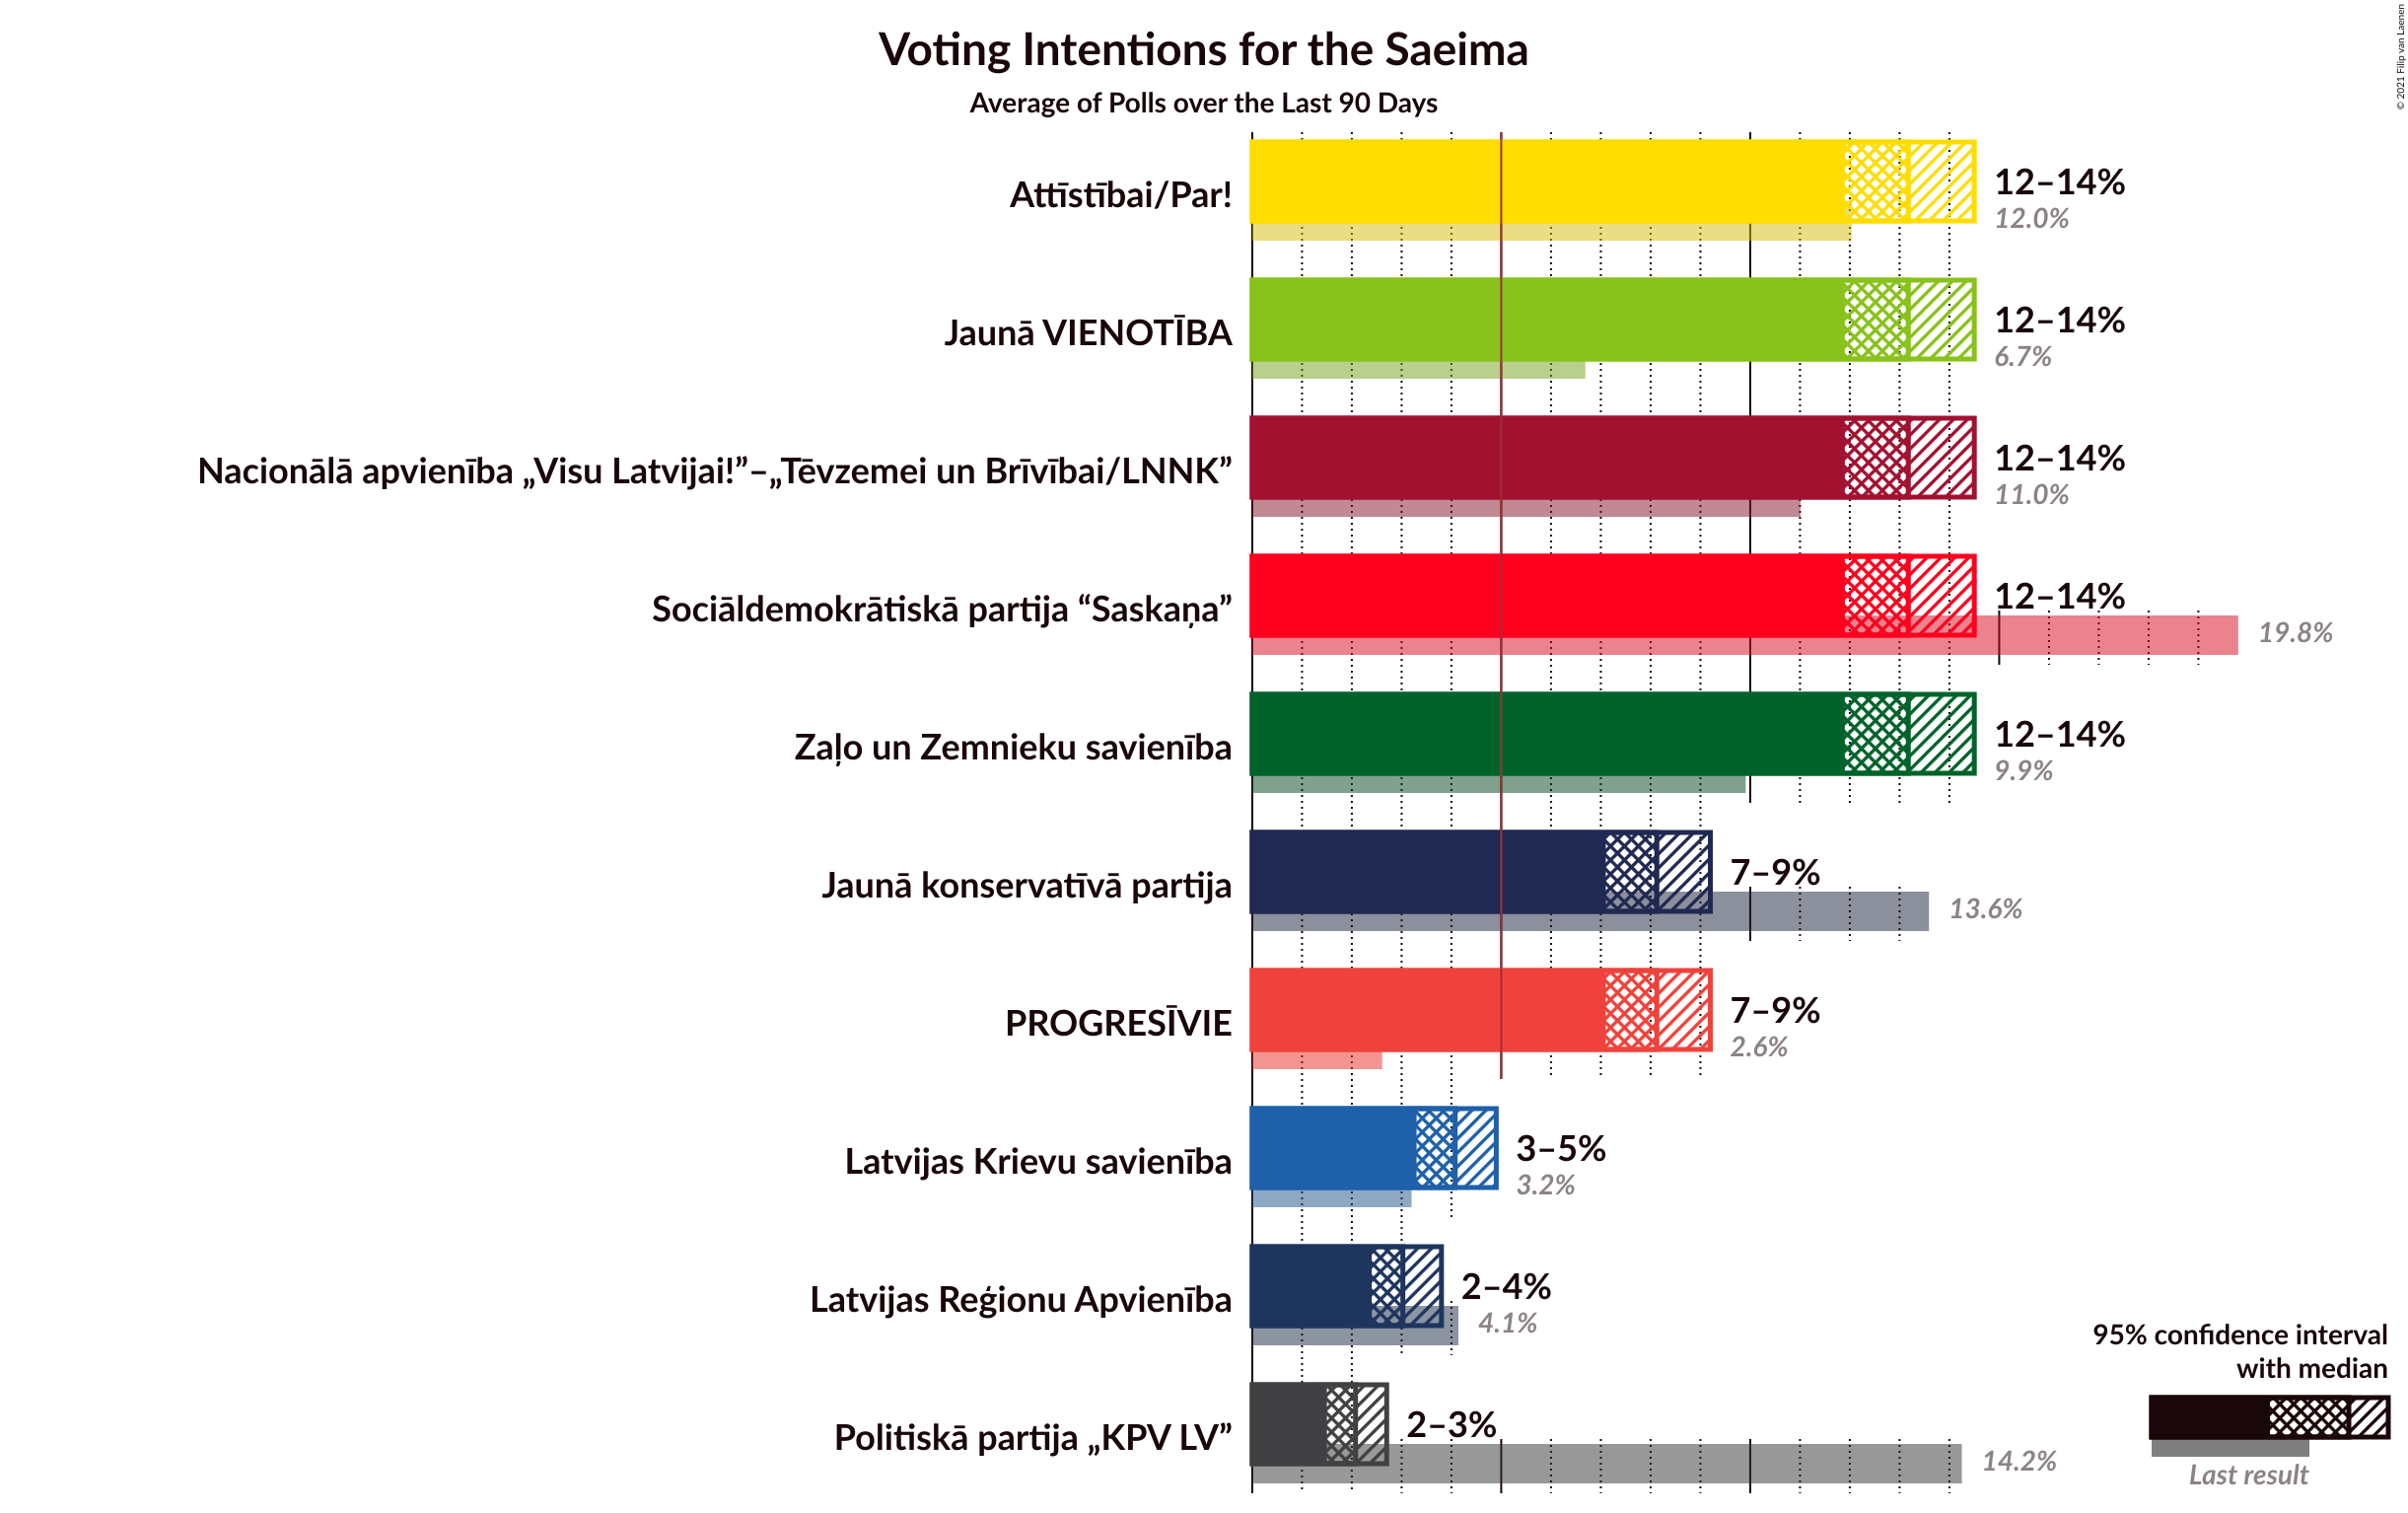 Voting Intentions for the Saeima
Average of Polls over the Last 90 Days
© 2021 Filip van Laenen
Attīstībai/Par!
12–14%
12.0%
Jaunā VIENOTĪBA
12–14%
6.7%
Nacionālā apvienība „Visu Latvijai!”–„Tēvzemei un Brīvībai/LNNK”
12–14%
11.0%
Sociāldemokrātiskā partija “Saskaņa”
12–14%
19.8%
Zaļo un Zemnieku savienība
12–14%
9.9%
Jaunā konservatīvā partija
7–9%
13.6%
PROGRESĪVIE
7–9%
2.6%
Latvijas Krievu savienība
3–5%
3.2%
Latvijas Reģionu Apvienība
2–4%
4.1%
Politiskā partija „KPV LV”
2–3%
14.2%
95% confidence interval
with median
Last result